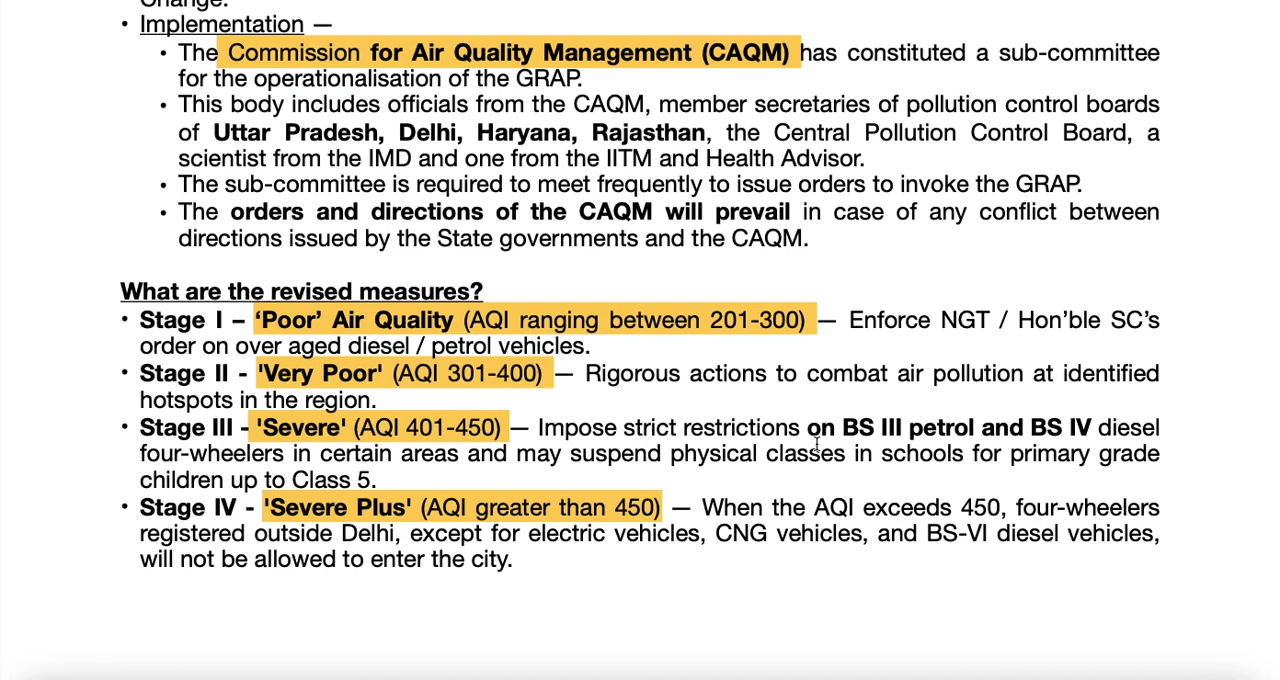 Change.
• Implementation —
• The Commission for Air Quality Management (CAQM) has constituted a sub-committee
for the operationalisation of the GRAP.
• This body includes officials from the CAQM, member secretaries of pollution control boards
of Uttar Pradesh, Delhi, Haryana, Rajasthan, the Central Pollution Control Board, a
scientist from the IMD and one from the IITM and Health Advisor.
• The sub-committee is required to meet frequently to issue orders to invoke the GRAP.
• The orders and directions of the CAQM will prevail in case of any conflict between
directions issued by the State governments and the CAQM.
What are the revised measures?
• Stage I – ‘Poor’ Air Quality (AQI ranging between 201-300) — Enforce NGT / Hon’ble SC’s
order on over aged diesel / petrol vehicles.
• Stage II - 'Very Poor' (AQI 301-400) — Rigorous actions to combat air pollution at identified
hotspots in the region.
• Stage III - 'Severe' (AQI 401-450) — Impose strict restrictions on BS III petrol and BS IV diesel
four-wheelers in certain areas and may suspend physical classes in schools for primary grade
children up to Class 5.
• Stage IV - 'Severe Plus' (AQI greater than 450) — When the AQI exceeds 450, four-wheelers
registered outside Delhi, except for electric vehicles, CNG vehicles, and BS-VI diesel vehicles,
will not be allowed to enter the city.